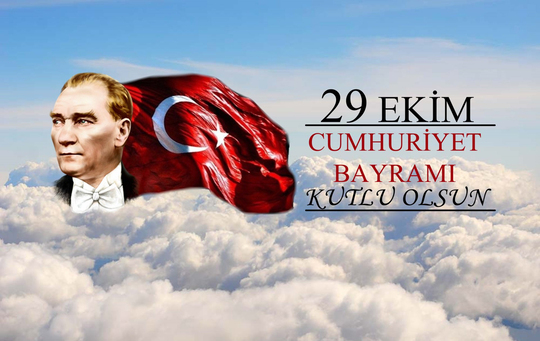 29 EKİM
CUMHURİYET
BAYRAMI
KUTLU OLSUN